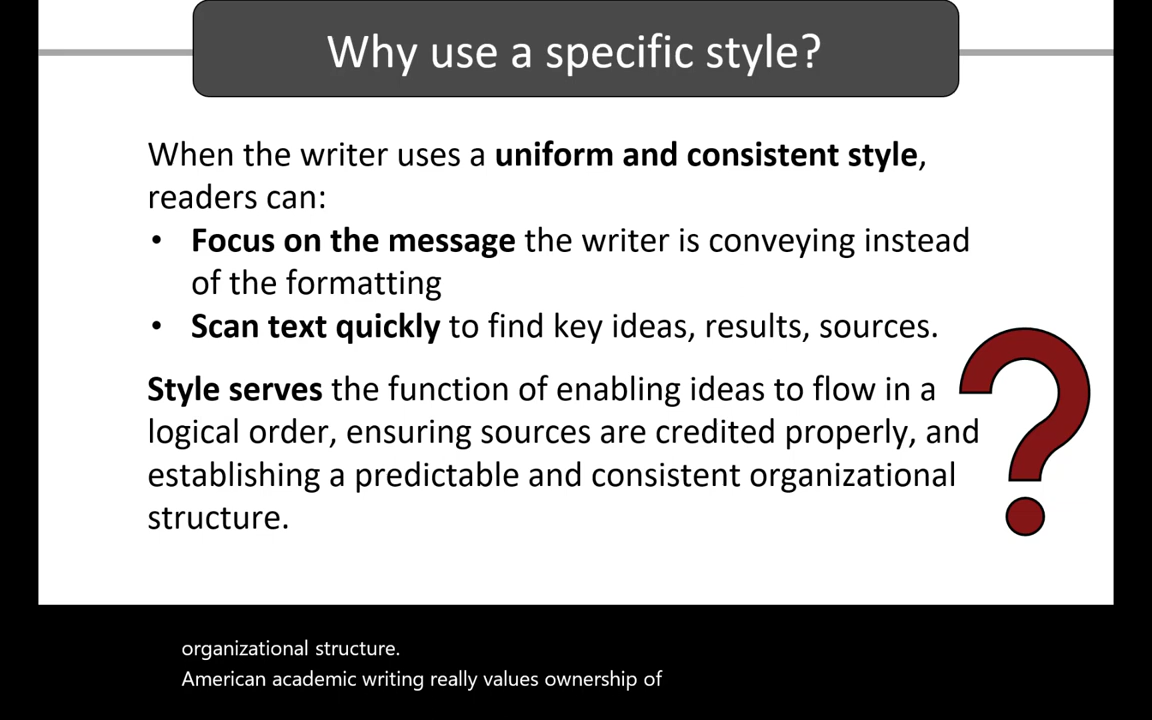 Why use a specific style?
When the writer uses a uniform and consistent style,
readers can:
• Focus on the message the writer is conveying instead
of the formatting
• Scan text quickly to find key ideas, results, sources.
Style serves the function of enabling ideas to flow in a
logical order, ensuring sources are credited properly, and
establishing a predictable and consistent organizational
structure.
?
organizational structure.
American academic writing really values ownership of